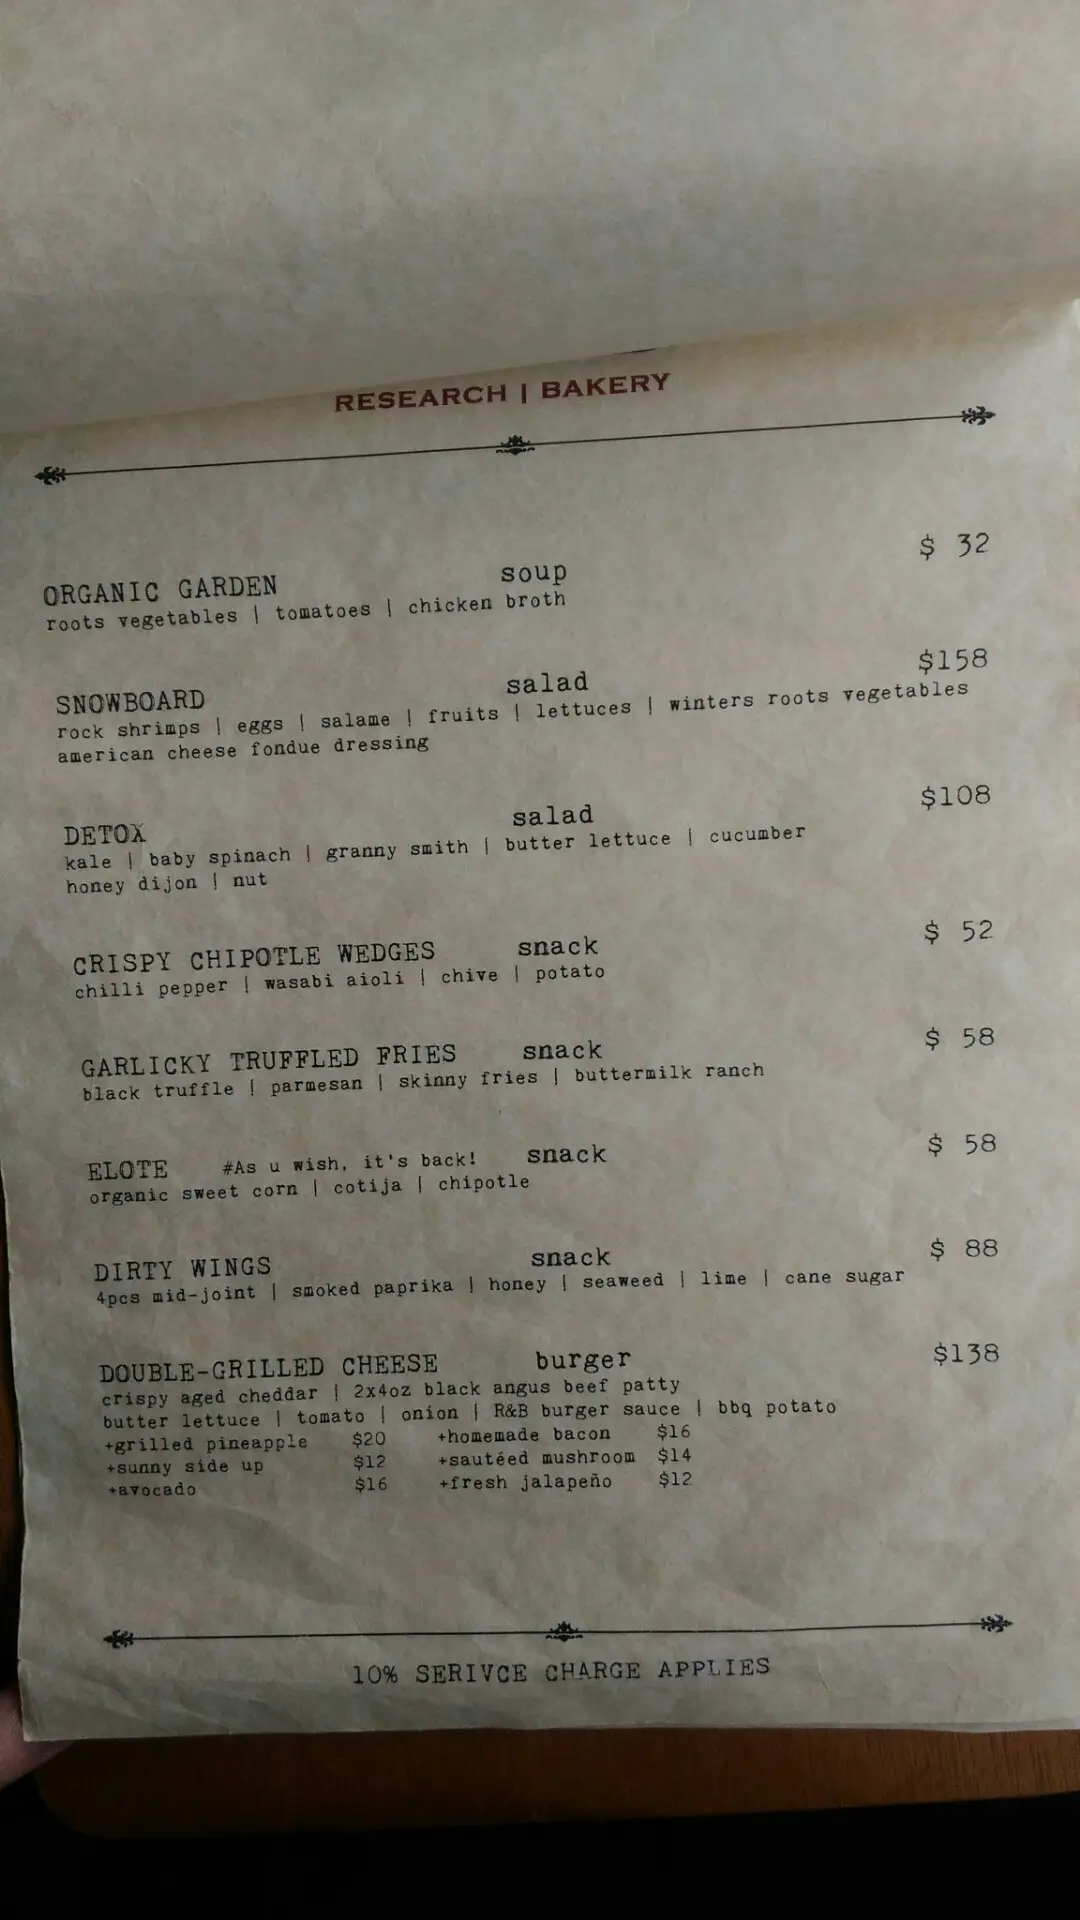 RESEARCH | BAKERY
ORGANIC GARDEN soup $ 32
roots vegetables | tomatoes | chicken broth
SNOWBOARD salad $158
rock shrimps | eggs | salame | fruits | lettuces | winters roots vegetables
american cheese fondue dressing
DETOX salad $108
kale | baby spinach | granny smith | butter lettuce | cucumber
honey dijon | nut
CRISPY CHIPOTLE WEDGES snack $ 52
chilli pepper | wasabi aioli | chive | potato
GARLICKY TRUFFLED FRIES snack $ 58
black truffle | parmesan | skinny fries | buttermilk ranch
ELOTE #As u wish, it's back! snack $ 58
organic sweet corn | cotija | chipotle
DIRTY WINGS snack $ 88
4pcs mid-joint | smoked paprika | honey | seaweed | lime | cane sugar
DOUBLE-GRILLED CHEESE burger $138
crispy aged cheddar | 2x4oz black angus beef patty
butter lettuce | tomato | onion | R&B burger sauce | bbq potato
+grilled pineapple $20 +homemade bacon $16
+sunny side up $12 +sautéed mushroom $14
+avocado $16 +fresh jalapeño $12
10% SERIVCE CHARGE APPLIES